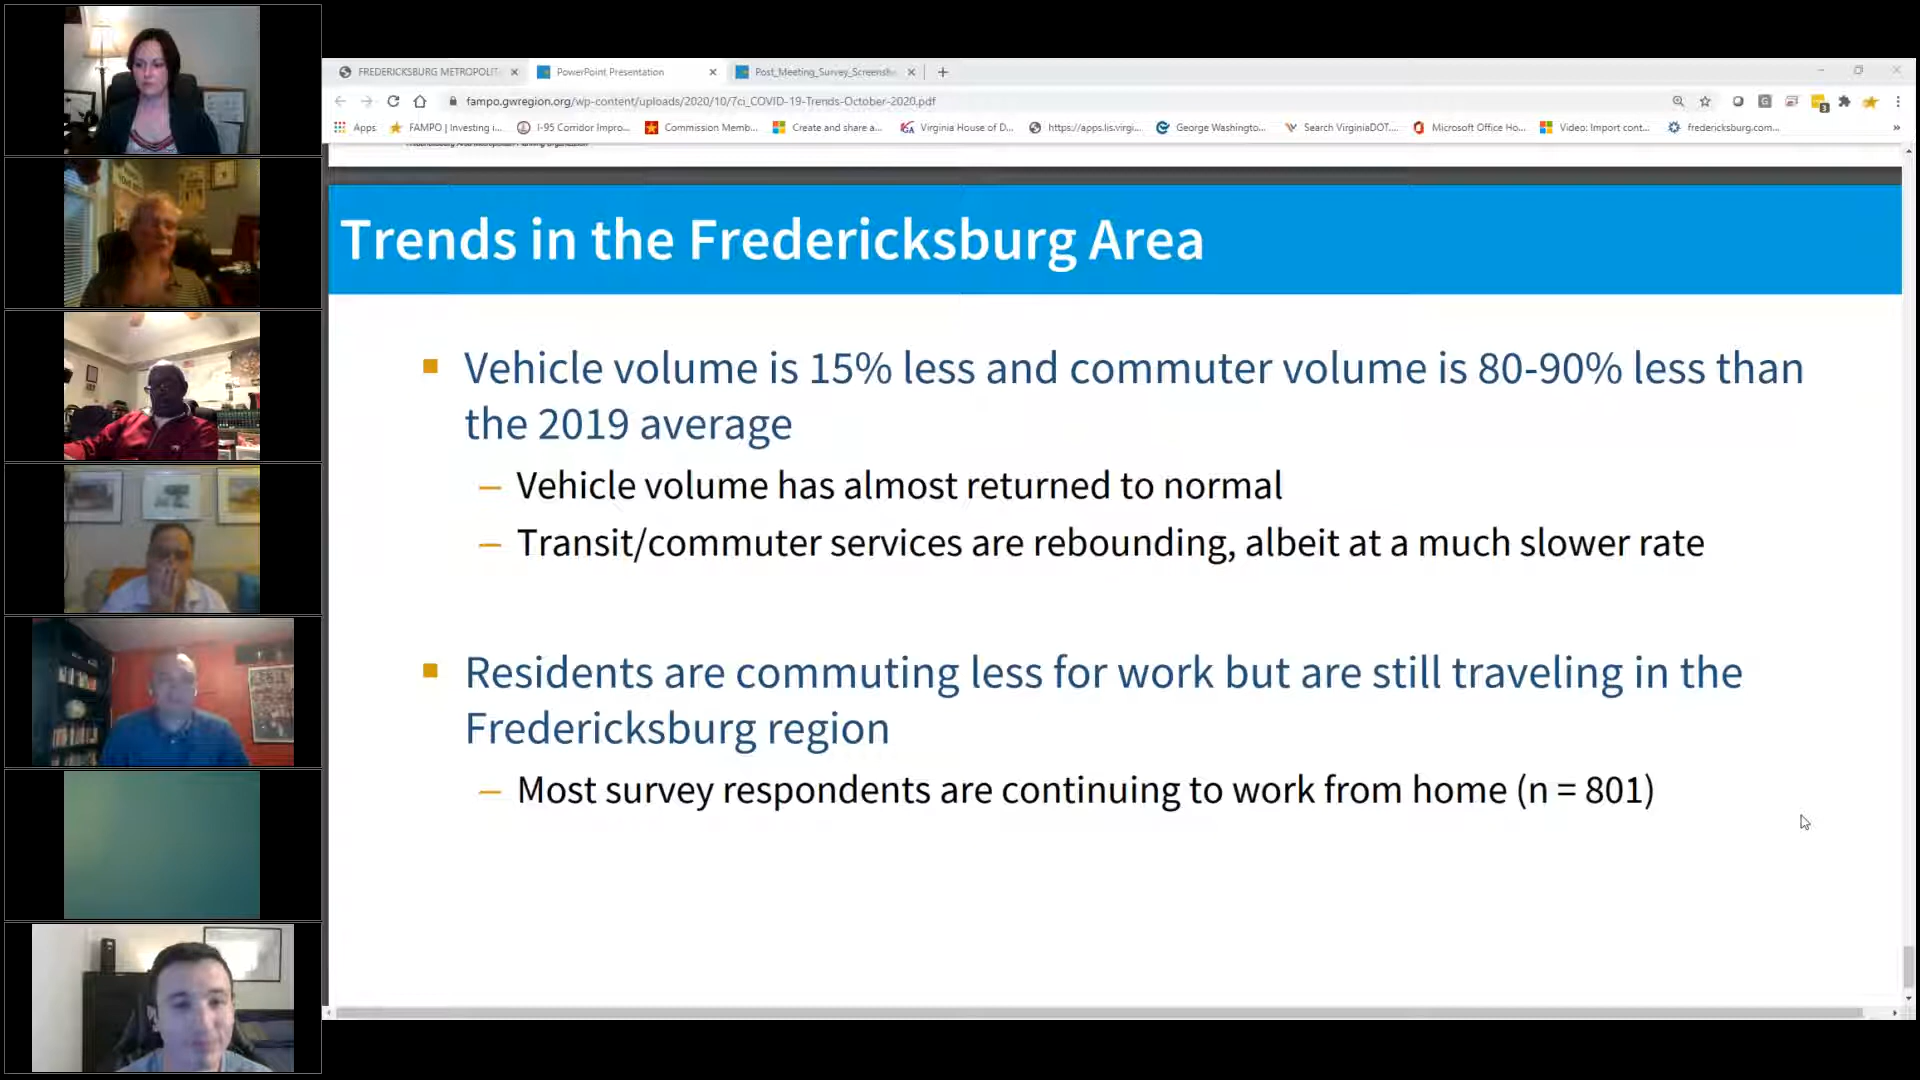 FREDERICKSBURG METROPOLIT
PowerPoint Presentation
Post_Meeting_Survey_Screensh
fampo.gwregion.org/wp-content/uploads/2020/10/7ci_COVID-19-Trends-October-2020.pdf
Apps
FAMPO | Investing i...
I-95 Corridor Impro...
Commission Memb...
Create and share a...
Virginia House of D...
https://apps.lis.virgi...
George Washingto...
Search VirginiaDOT....
Microsoft Office Ho...
Video: Import cont...
fredericksburg.com...
»
Fredericksburg Area Metropolitan Planning Organization
Trends in the Fredericksburg Area
Vehicle volume is 15% less and commuter volume is 80-90% less than
the 2019 average
– Vehicle volume has almost returned to normal
– Transit/commuter services are rebounding, albeit at a much slower rate
Residents are commuting less for work but are still traveling in the
Fredericksburg region
– Most survey respondents are continuing to work from home (n = 801)